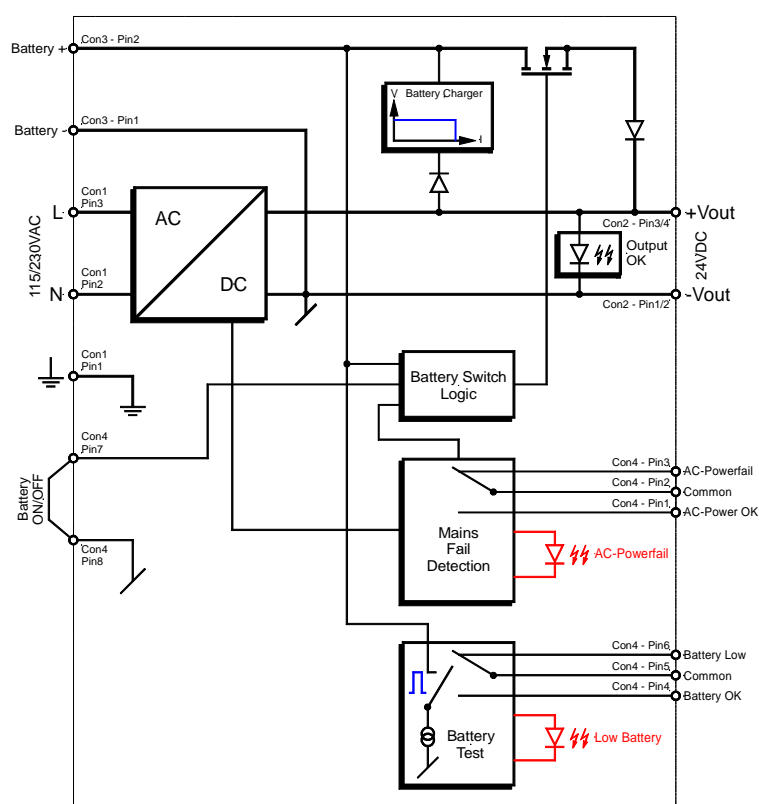 Con3 - Pin2
Battery +
V
Battery Charger
I
Con3 - Pin1
Battery -
Con1
Pin3
L
AC
DC
115/230VAC
Con1
Pin2
N
+Vout
Con2 - Pin3/4
Output
OK
24VDC
-Vout
Con2 - Pin1/2
Con1
Pin1
Battery Switch
Logic
Con4
Pin7
Battery
ON/OFF
Con4
Pin8
Con4 - Pin3
AC-Powerfail
Con4 - Pin2
Common
Con4 - Pin1
AC-Power OK
Mains
Fail
Detection
AC-Powerfail
Con4 - Pin6
Battery Low
Con4 - Pin5
Common
Con4 - Pin4
Battery OK
Battery
Test
Low Battery